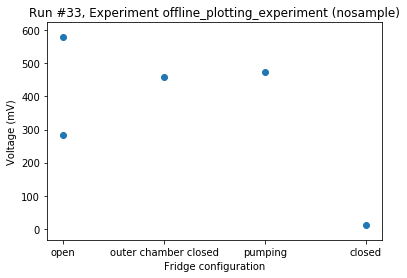 Run #33, Experiment offline_plotting_experiment (nosample)
600
500
400
300
200
100
0
Voltage (mV)
open outer chamber closed pumping closed
Fridge configuration